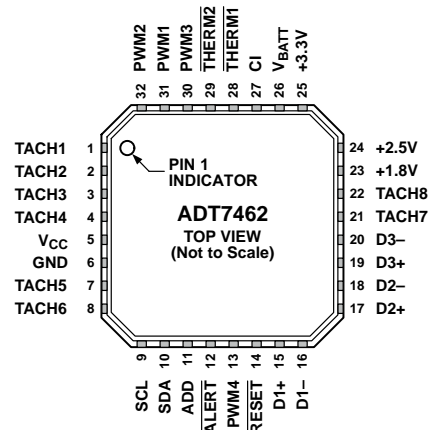 32 PWM2
31 PWM1
30 PWM3
29 THERM2
28 THERM1
27 CI
26 VBATT
25 +3.3V
TACH1 1
TACH2 2
TACH3 3
TACH4 4
VCC 5
GND 6
TACH5 7
TACH6 8
PIN 1
INDICATOR
ADT7462
TOP VIEW
(Not to Scale)
24 +2.5V
23 +1.8V
22 TACH8
21 TACH7
20 D3–
19 D3+
18 D2–
17 D2+
SCL 9
SDA 10
ADD 11
ALERT 12
PWM4 13
RESET 14
D1+ 15
D1– 16